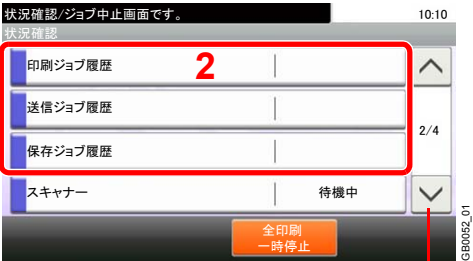 状況確認/ジョブ中止画面です。
10:10
状況確認
印刷ジョブ履歴
2
送信ジョブ履歴
2/4
保存ジョブ履歴
スキャナー
待機中
全印刷
一時停止
GB0052_01